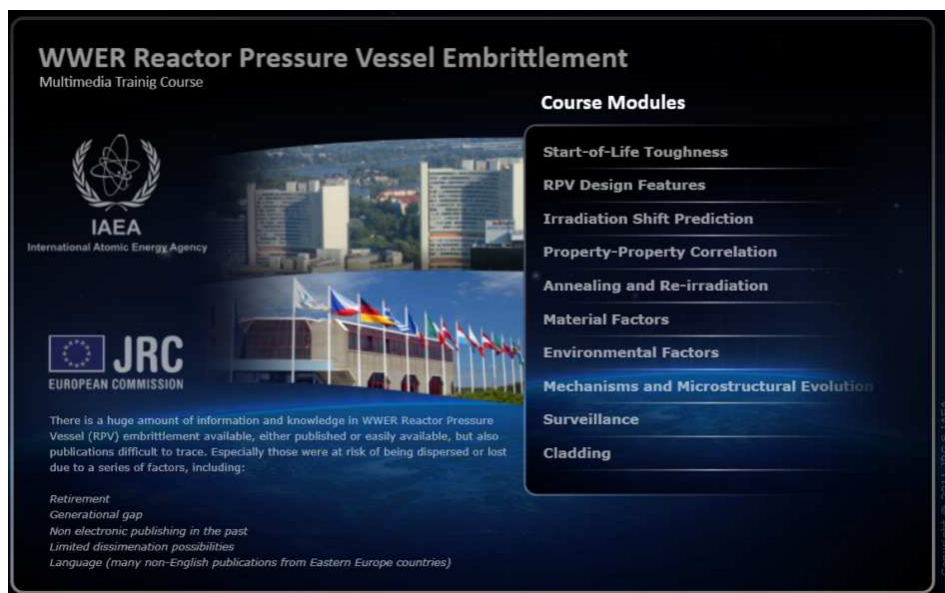 WWER Reactor Pressure Vessel Embrittlement
Multimedia Trainig Course
IAEA
International Atomic Energy Agency
JRC
EUROPEAN COMMISSION
There is a huge amount of information and knowledge in WWER Reactor Pressure
Vessel (RPV) embrittlement available, either published or easily available, but also
publications difficult to trace. Especially those were at risk of being dispersed or lost
due to a series of factors, including:
Retirement
Generational gap
Non electronic publishing in the past
Limited dissimenation possibilities
Language (many non-English publications from Eastern Europe countries)
Course Modules
Start-of-Life Toughness
RPV Design Features
Irradiation Shift Prediction
Property-Property Correlation
Annealing and Re-irradiation
Material Factors
Environmental Factors
Mechanisms and Microstructural Evolution
Surveillance
Cladding